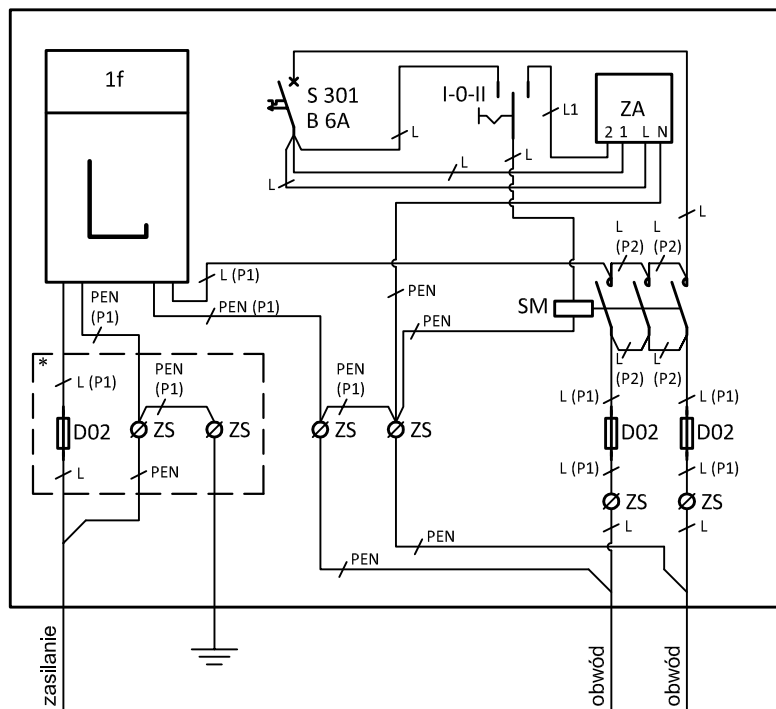 1f
S 301
B 6A
I-0-II
L1
ZA
2 1 L N
L
L
L
L
L
L
(P2)
L
(P2)
L (P1)
PEN
(P1)
PEN (P1)
PEN
PEN
SM
*
L (P1)
PEN
(P1)
PEN
(P1)
L
(P2)
L
(P2)
L (P1)
L (P1)
D02
ZS
ZS
ZS
ZS
D02
D02
L
PEN
L (P1)
L (P1)
ZS
ZS
L
L
PEN
PEN
zasilanie
obwód
obwód